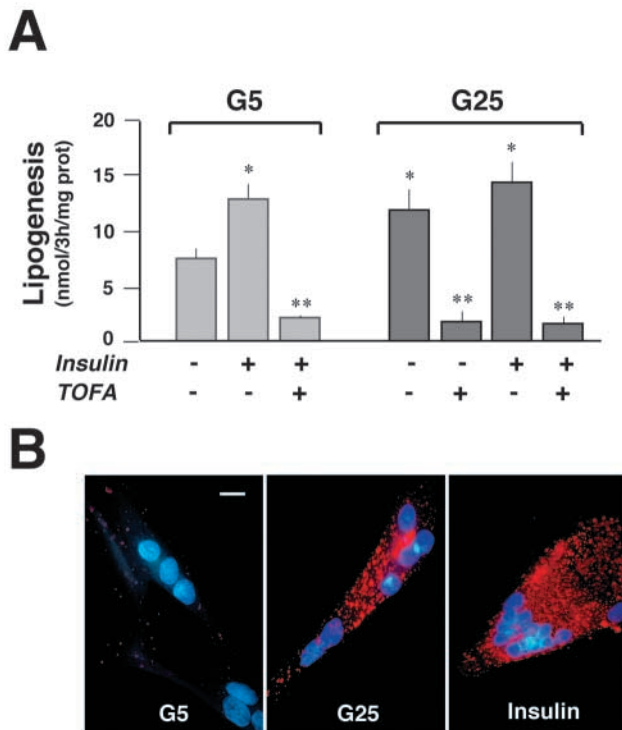 A
G5 G25
Lipogenesis
(nmol/3h/mg prot)
20
15
10
5
0
* ** * ** * **
Insulin - + + - - + +
TOFA - - + - + - +
B
G5 G25 Insulin